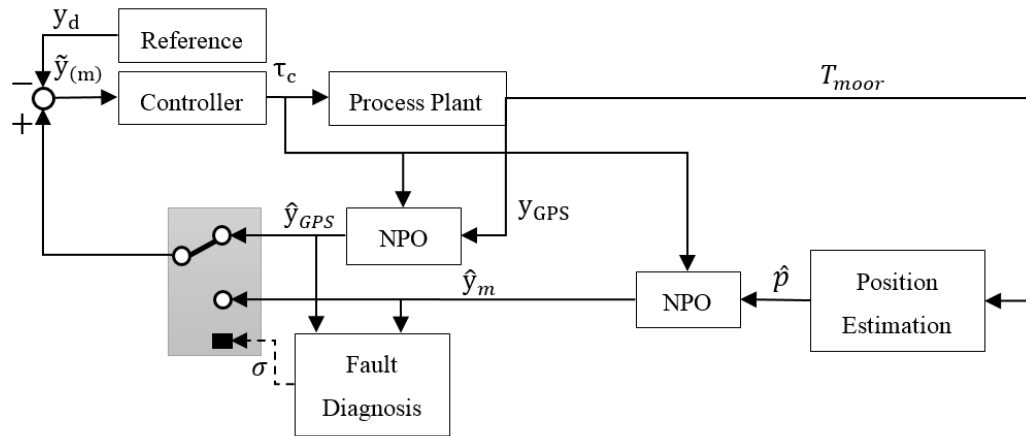 y_d
Reference
−
ỹ_(m)
τ_c
Controller
Process Plant
T_moor
+
ŷ_GPS
NPO
y_GPS
ŷ_m
NPO
p̂
Position
Estimation
σ
Fault
Diagnosis